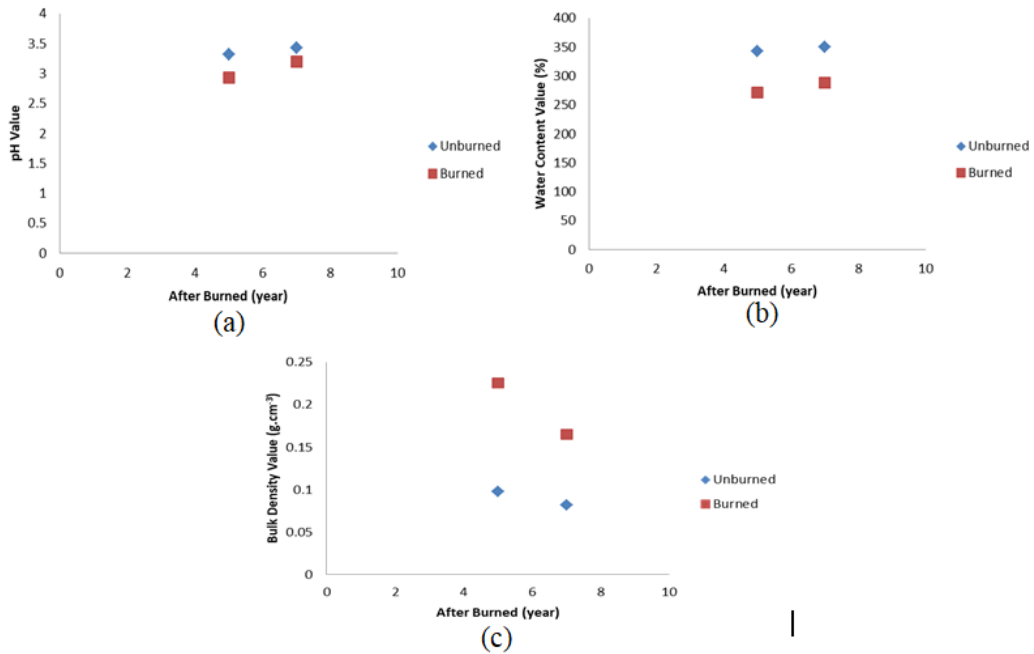 4
3.5
3
2.5
2
1.5
1
0.5
0
pH Value
0 2 4 6 8 10
After Burned (year)
Unburned
Burned
(a)
400
350
300
250
200
150
100
50
0
Water Content Value (%)
0 2 4 6 8 10
After Burned (year)
Unburned
Burned
(b)
0.25
0.2
0.15
0.1
0.05
0
Bulk Density Value (g.cm⁻³)
0 2 4 6 8 10
After Burned (year)
Unburned
Burned
(c)